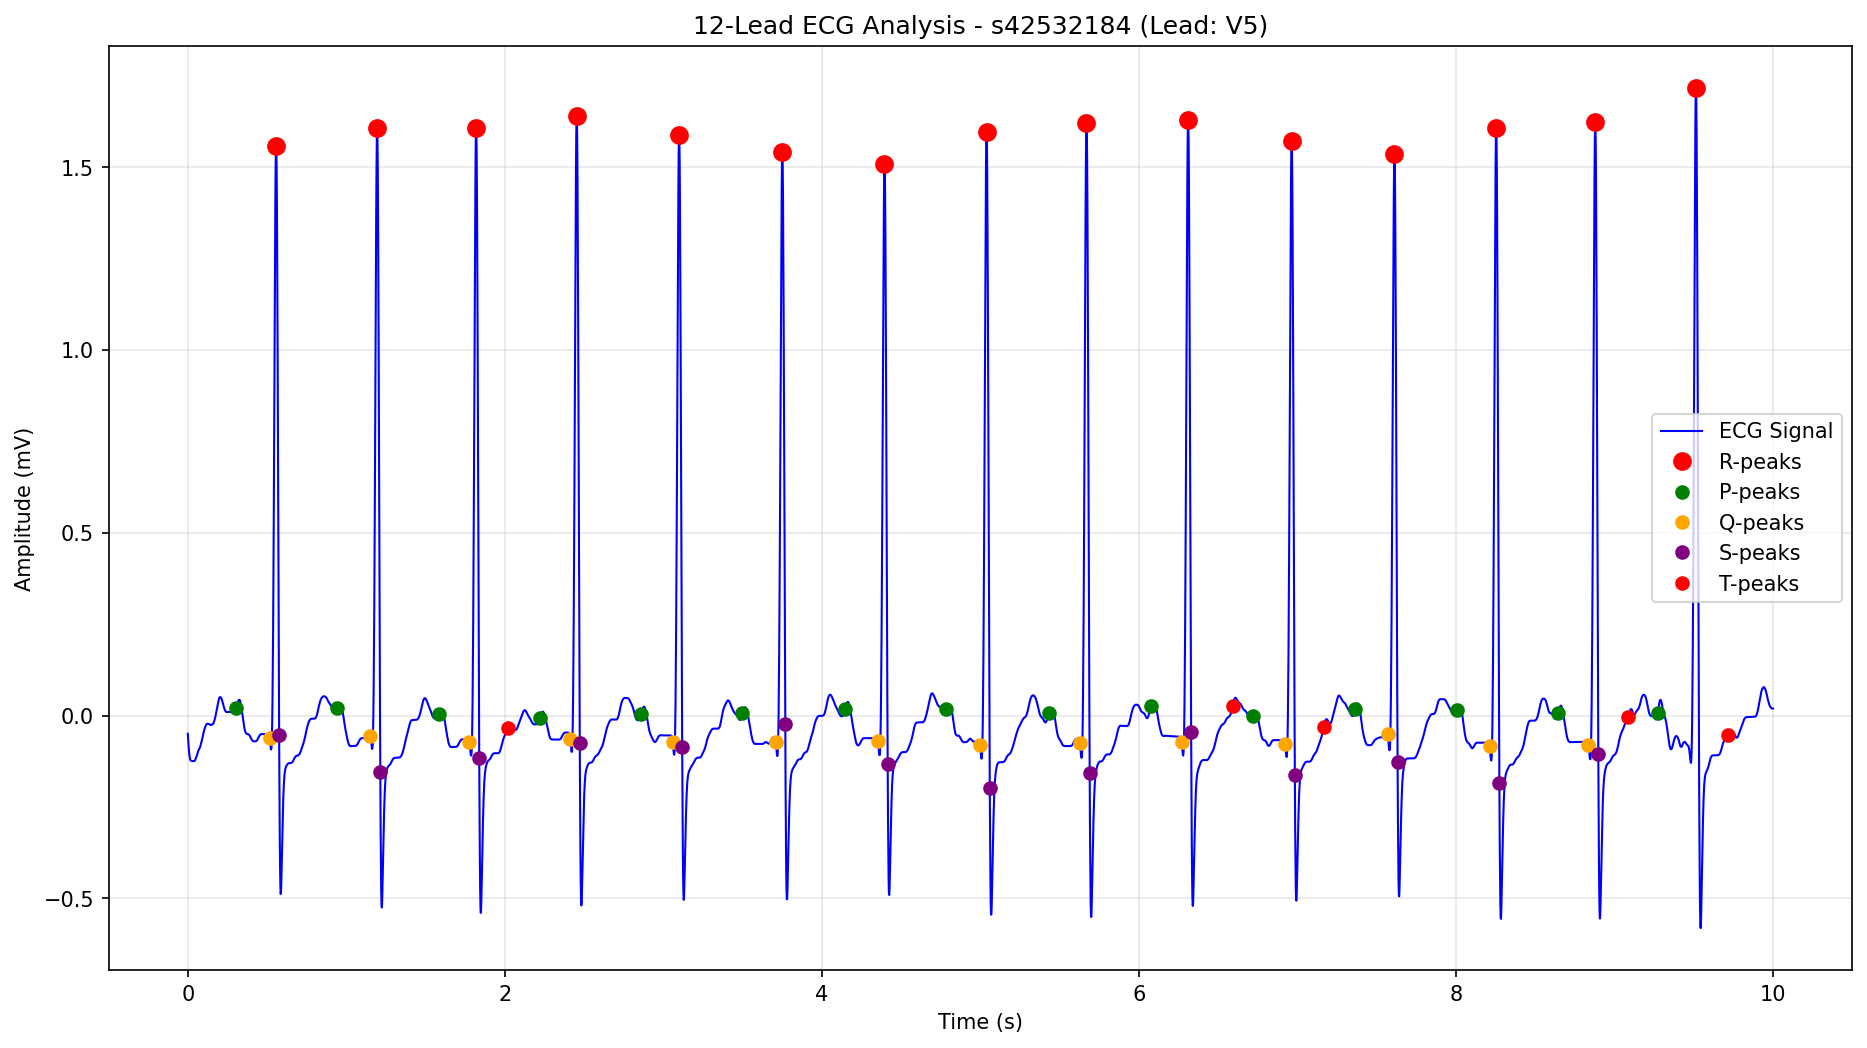 12-Lead ECG Analysis - s42532184 (Lead: V5)
Amplitude (mV)
1.5
1.0
0.5
0.0
−0.5
ECG Signal
R-peaks
P-peaks
Q-peaks
S-peaks
T-peaks
0 2 4 6 8 10
Time (s)